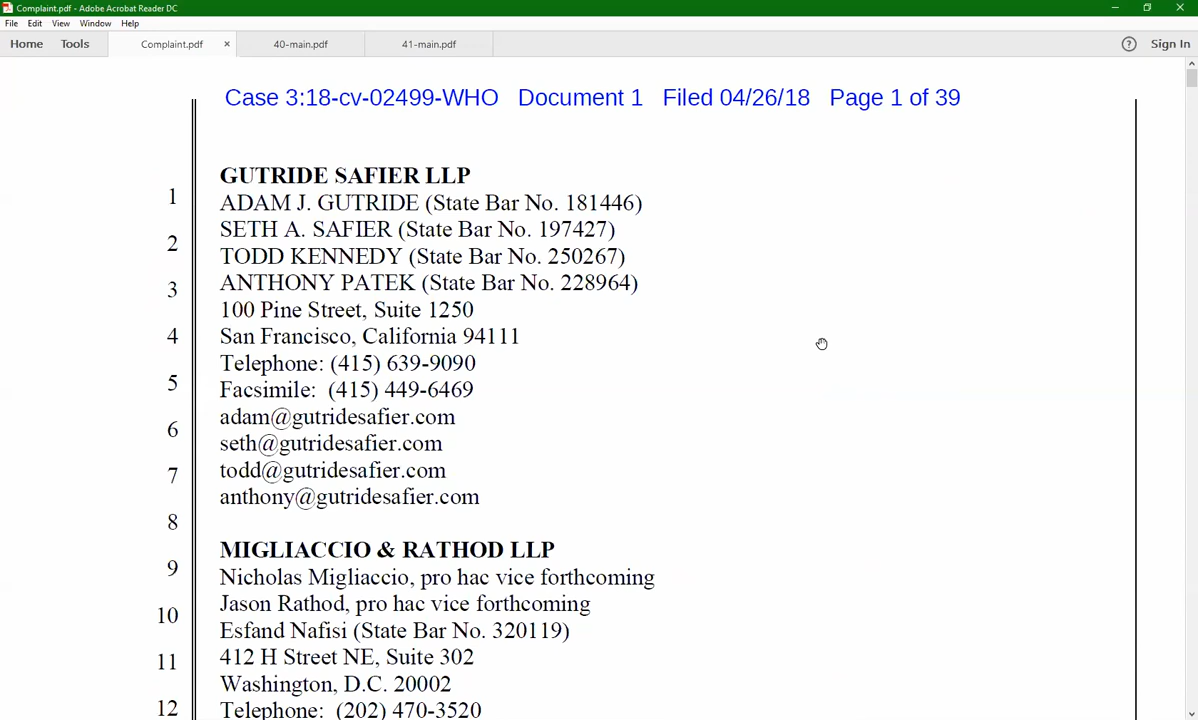 Complaint.pdf - Adobe Acrobat Reader DC
File Edit View Window Help
Home Tools Complaint.pdf × 40-main.pdf 41-main.pdf ? Sign In
Case 3:18-cv-02499-WHO Document 1 Filed 04/26/18 Page 1 of 39
GUTRIDE SAFIER LLP
1 ADAM J. GUTRIDE (State Bar No. 181446)
SETH A. SAFIER (State Bar No. 197427)
2 TODD KENNEDY (State Bar No. 250267)
3 ANTHONY PATEK (State Bar No. 228964)
100 Pine Street, Suite 1250
4 San Francisco, California 94111
Telephone: (415) 639-9090
5 Facsimile: (415) 449-6469
adam@gutridesafier.com
6 seth@gutridesafier.com
7 todd@gutridesafier.com
anthony@gutridesafier.com
8
MIGLIACCIO & RATHOD LLP
9 Nicholas Migliaccio, pro hac vice forthcoming
10 Jason Rathod, pro hac vice forthcoming
Esfand Nafisi (State Bar No. 320119)
11 412 H Street NE, Suite 302
Washington, D.C. 20002
12 Telephone: (202) 470-3520